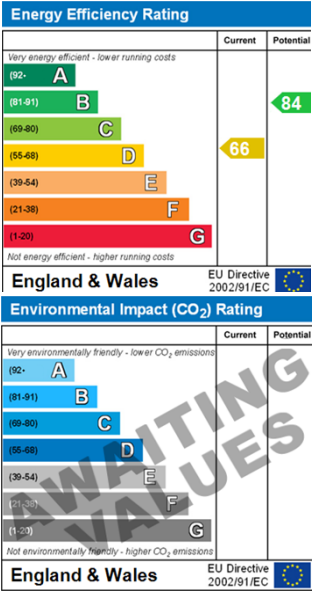 Energy Efficiency Rating
Current Potential
Very energy efficient - lower running costs
(92- A
(81-91) B
84
(69-80) C
(55-68) D
66
(39-54) E
(21-38) F
(1-20) G
Not energy efficient - higher running costs
England & Wales
EU Directive
2002/91/EC
Environmental Impact (CO2) Rating
Current Potential
Very environmentally friendly - lower CO2 emissions
(92- A
(81-91) B
(69-80) C
(55-68) D
(39-54) E
(21-38) F
(1-20) G
AWAITING
VALUES
Not environmentally friendly - higher CO2 emissions
England & Wales
EU Directive
2002/91/EC